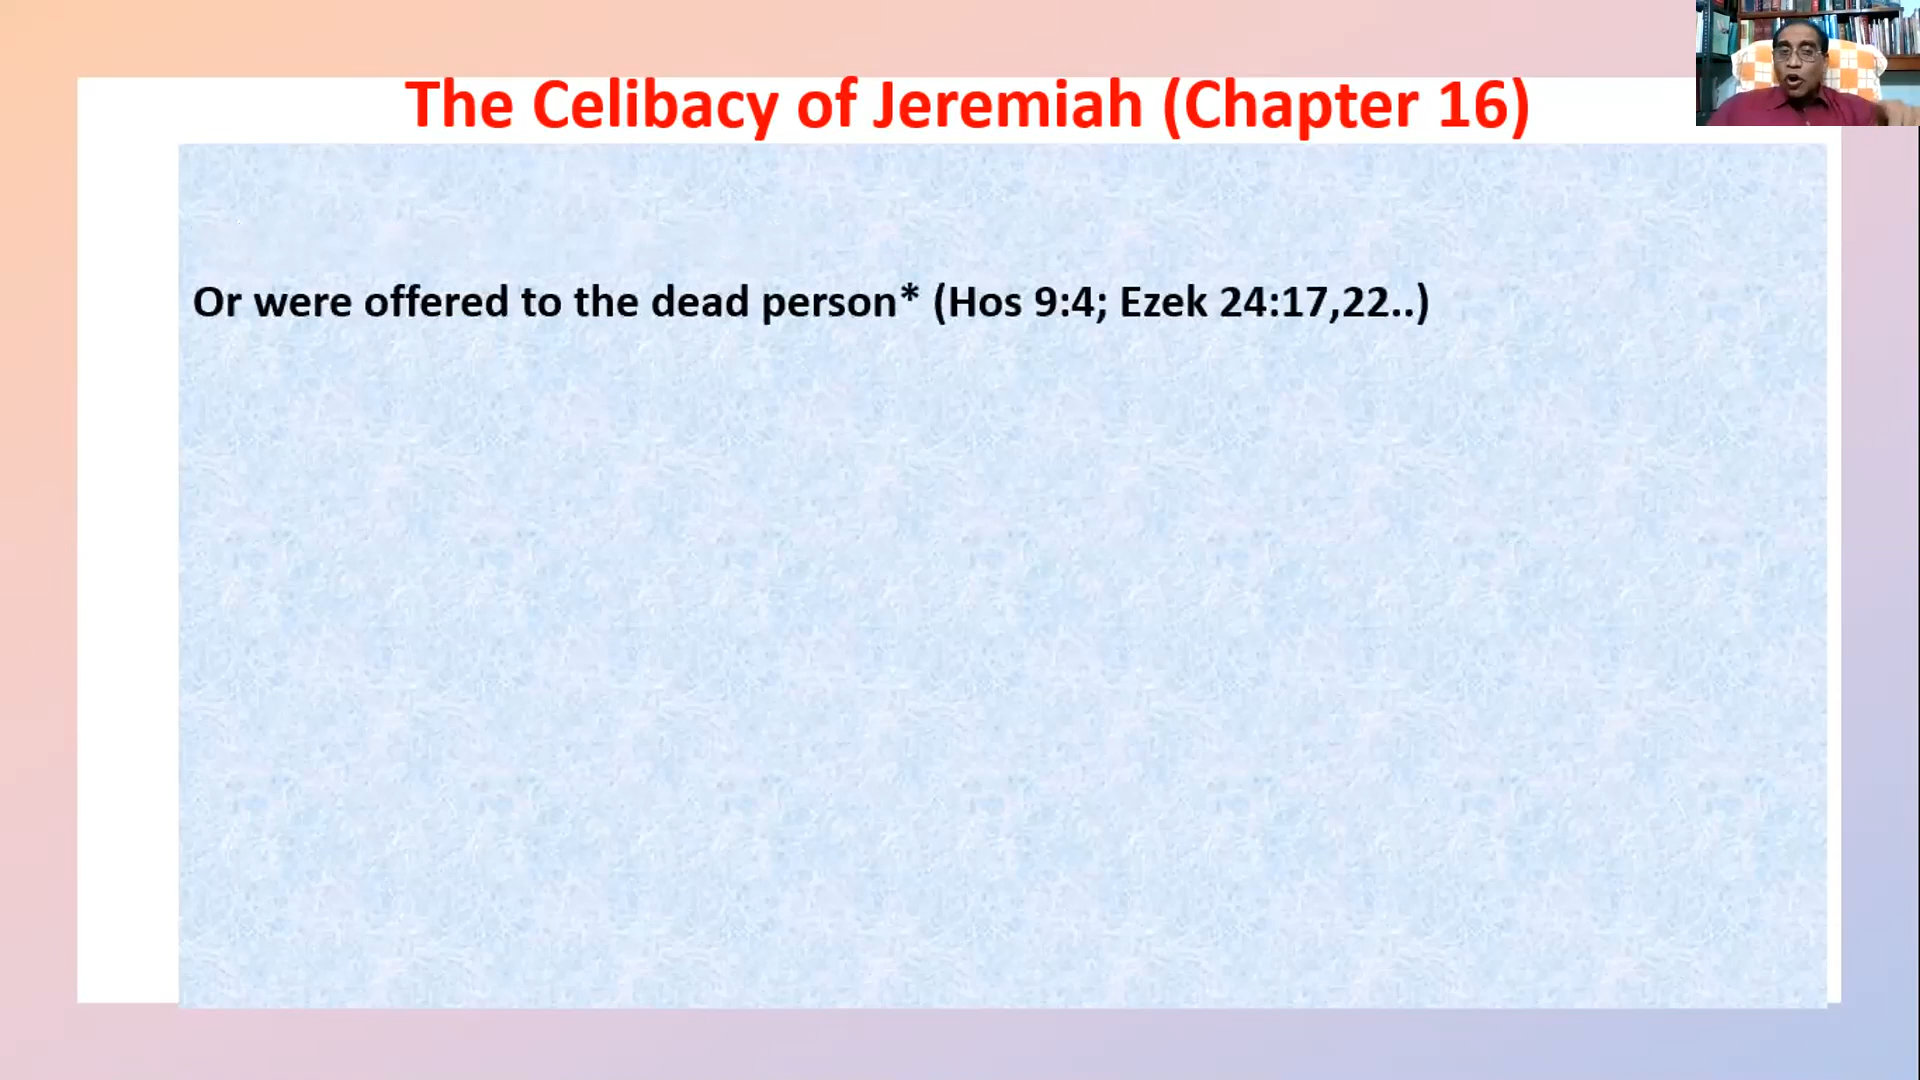 The Celibacy of Jeremiah (Chapter 16)
Or were offered to the dead person* (Hos 9:4; Ezek 24:17,22..)